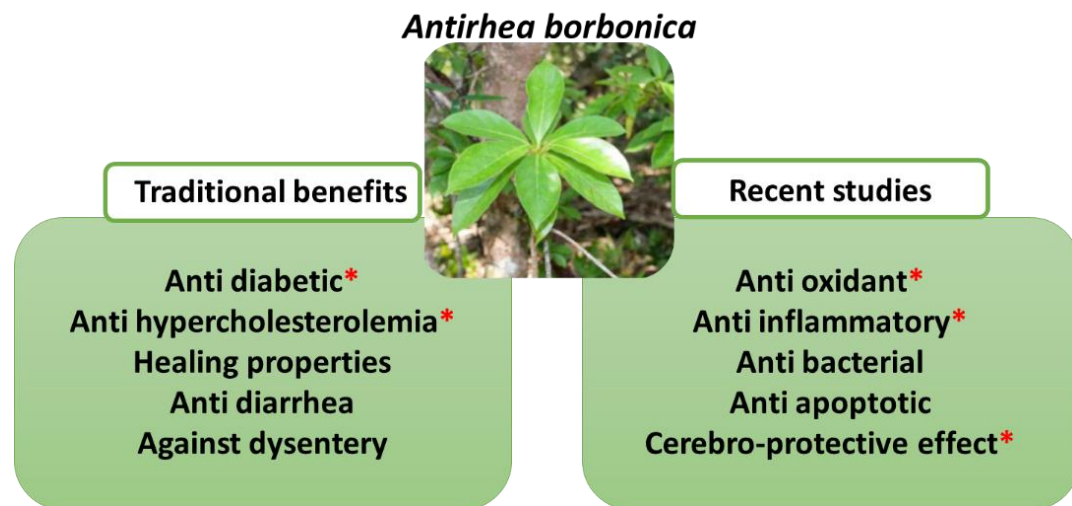 Antirhea borbonica
Traditional benefits
Anti diabetic*
Anti hypercholesterolemia*
Healing properties
Anti diarrhea
Against dysentery
Recent studies
Anti oxidant*
Anti inflammatory*
Anti bacterial
Anti apoptotic
Cerebro-protective effect*